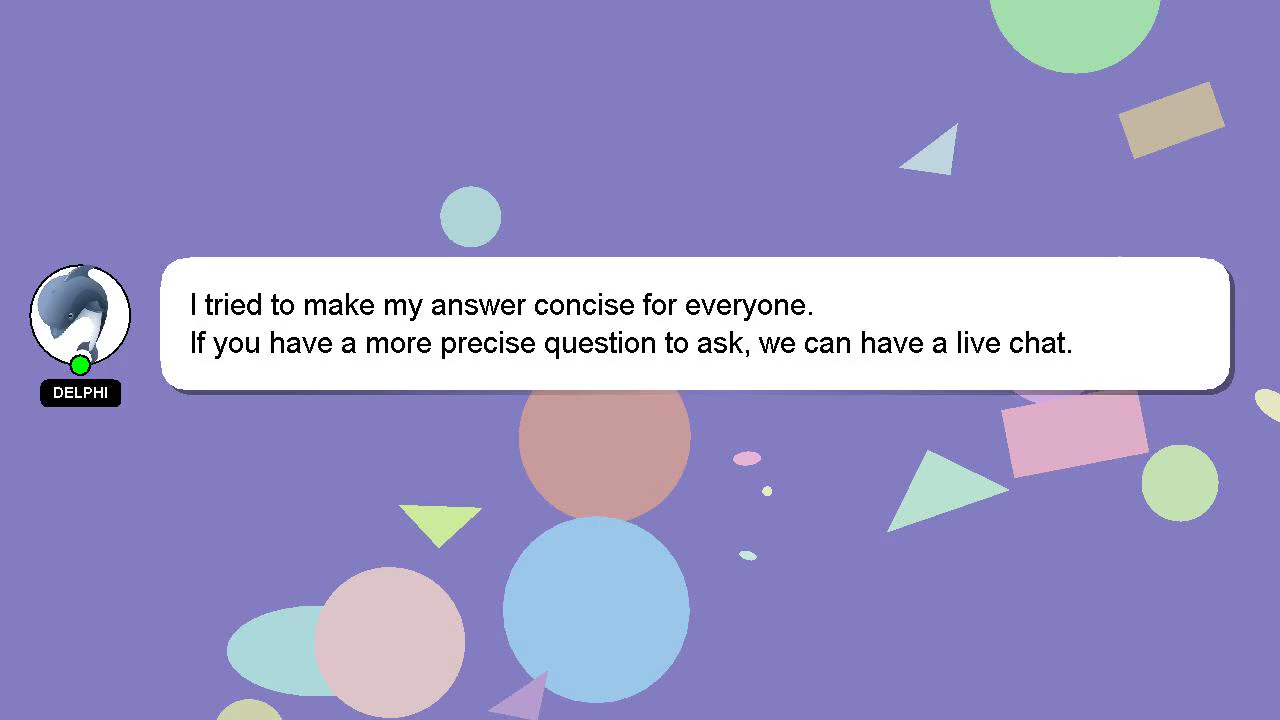 I tried to make my answer concise for everyone.
If you have a more precise question to ask, we can have a live chat.
DELPHI